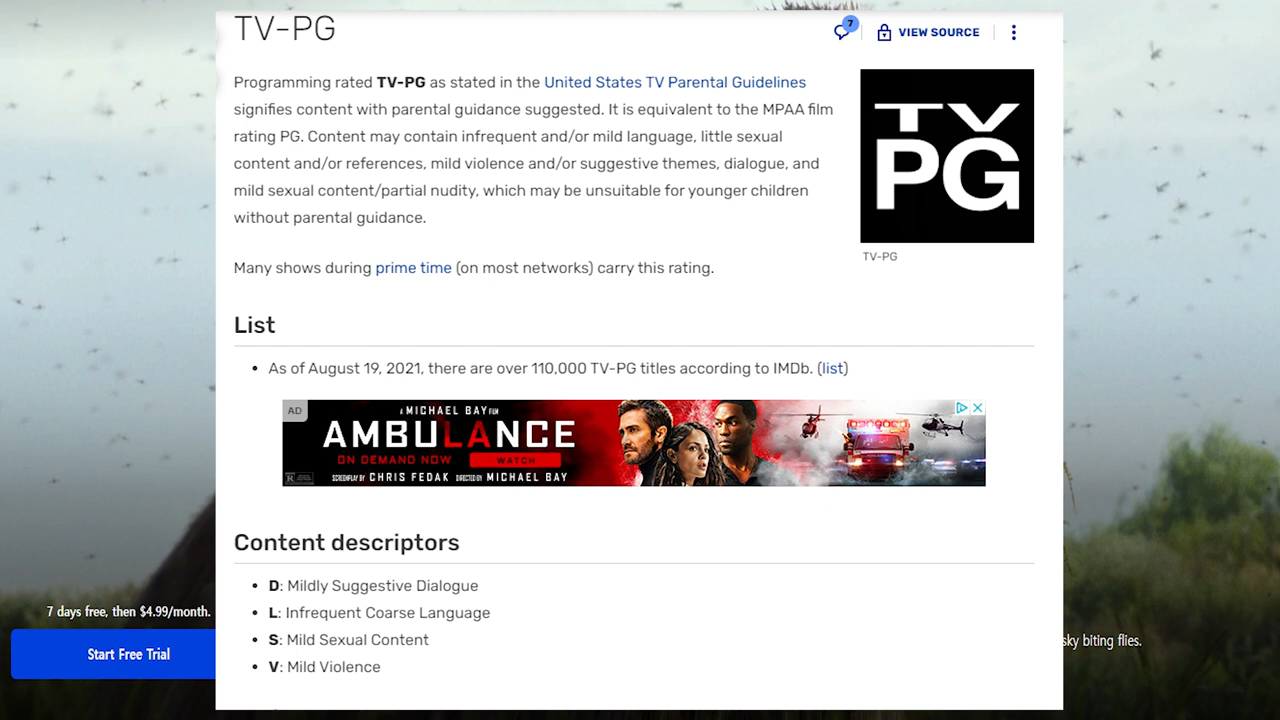 TV-PG
7
VIEW SOURCE
Programming rated TV-PG as stated in the United States TV Parental Guidelines
signifies content with parental guidance suggested. It is equivalent to the MPAA film
rating PG. Content may contain infrequent and/or mild language, little sexual
content and/or references, mild violence and/or suggestive themes, dialogue, and
mild sexual content/partial nudity, which may be unsuitable for younger children
without parental guidance.
TV
PG
TV-PG
Many shows during prime time (on most networks) carry this rating.
List
• As of August 19, 2021, there are over 110,000 TV-PG titles according to IMDb. (list)
AD
A MICHAEL BAY FILM
AMBULANCE
ON DEMAND NOW
WATCH
R
SCREENPLAY BY CHRIS FEDAK DIRECTED BY MICHAEL BAY
Content descriptors
• D: Mildly Suggestive Dialogue
• L: Infrequent Coarse Language
• S: Mild Sexual Content
• V: Mild Violence
7 days free, then $4.99/month.
Start Free Trial
sky biting flies.